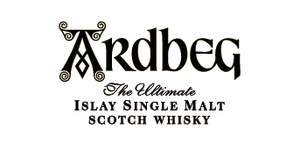 ARDBEG
The Ultimate
ISLAY SINGLE MALT
SCOTCH WHISKY